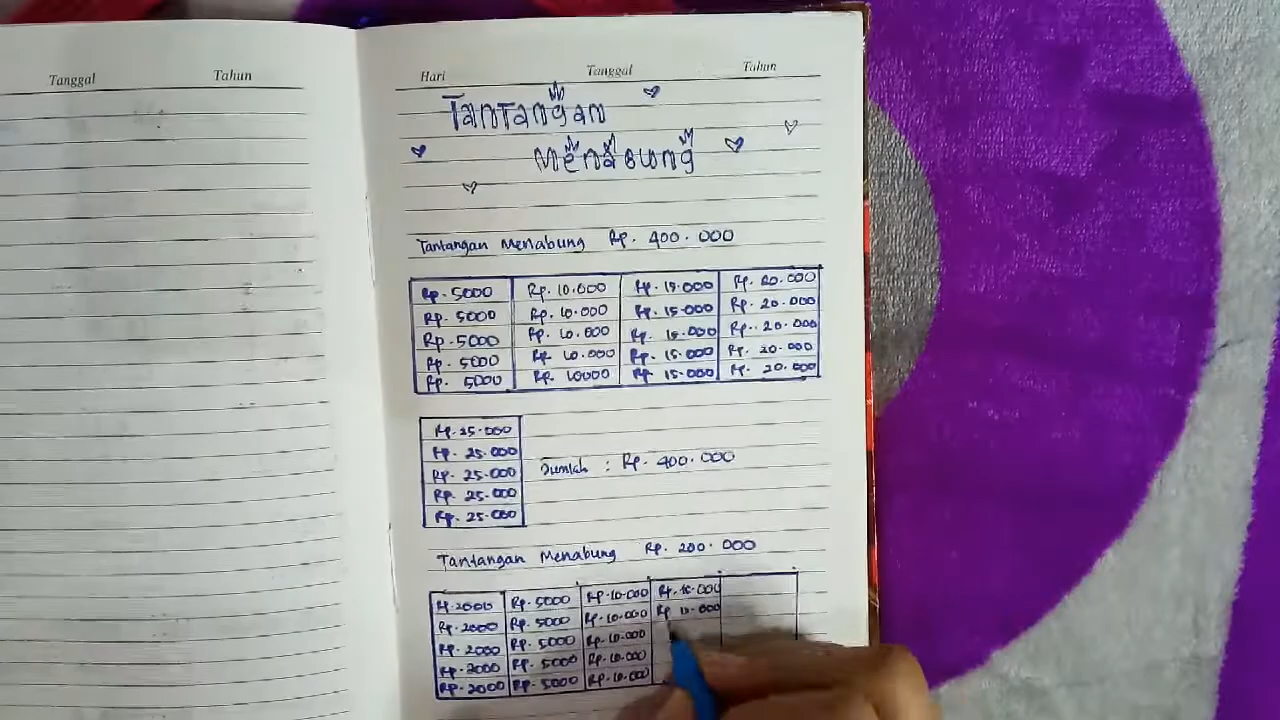 Tanggal Tahun
Hari Tanggal Tahun
Tantangan
Menabung
Tantangan Menabung Rp. 400.000
Rp. 5000 Rp. 10.000 Rp. 15.000 Rp. 20.000
Rp. 5000 Rp. 10.000 Rp. 15.000 Rp. 20.000
Rp. 5000 Rp. 10.000 Rp. 15.000 Rp. 20.000
Rp. 5000 Rp. 10.000 Rp. 15.000 Rp. 20.000
Rp. 5000 Rp. 10000 Rp. 15.000 Rp. 20.000
Rp. 25.000
Rp. 25.000
Rp. 25.000
Rp. 25.000
Rp. 25.000
Jumlah : Rp. 400.000
Tantangan Menabung Rp. 200.000
Rp. 2000 Rp. 5000 Rp. 10.000 Rp. 10.000
Rp. 2000 Rp. 5000 Rp. 10.000 Rp 10.000
Rp. 2000 Rp. 5000 Rp. 10.000
Rp. 2000 Rp. 5000 Rp. 10.000
Rp. 2000 Rp. 5000 Rp. 10.000